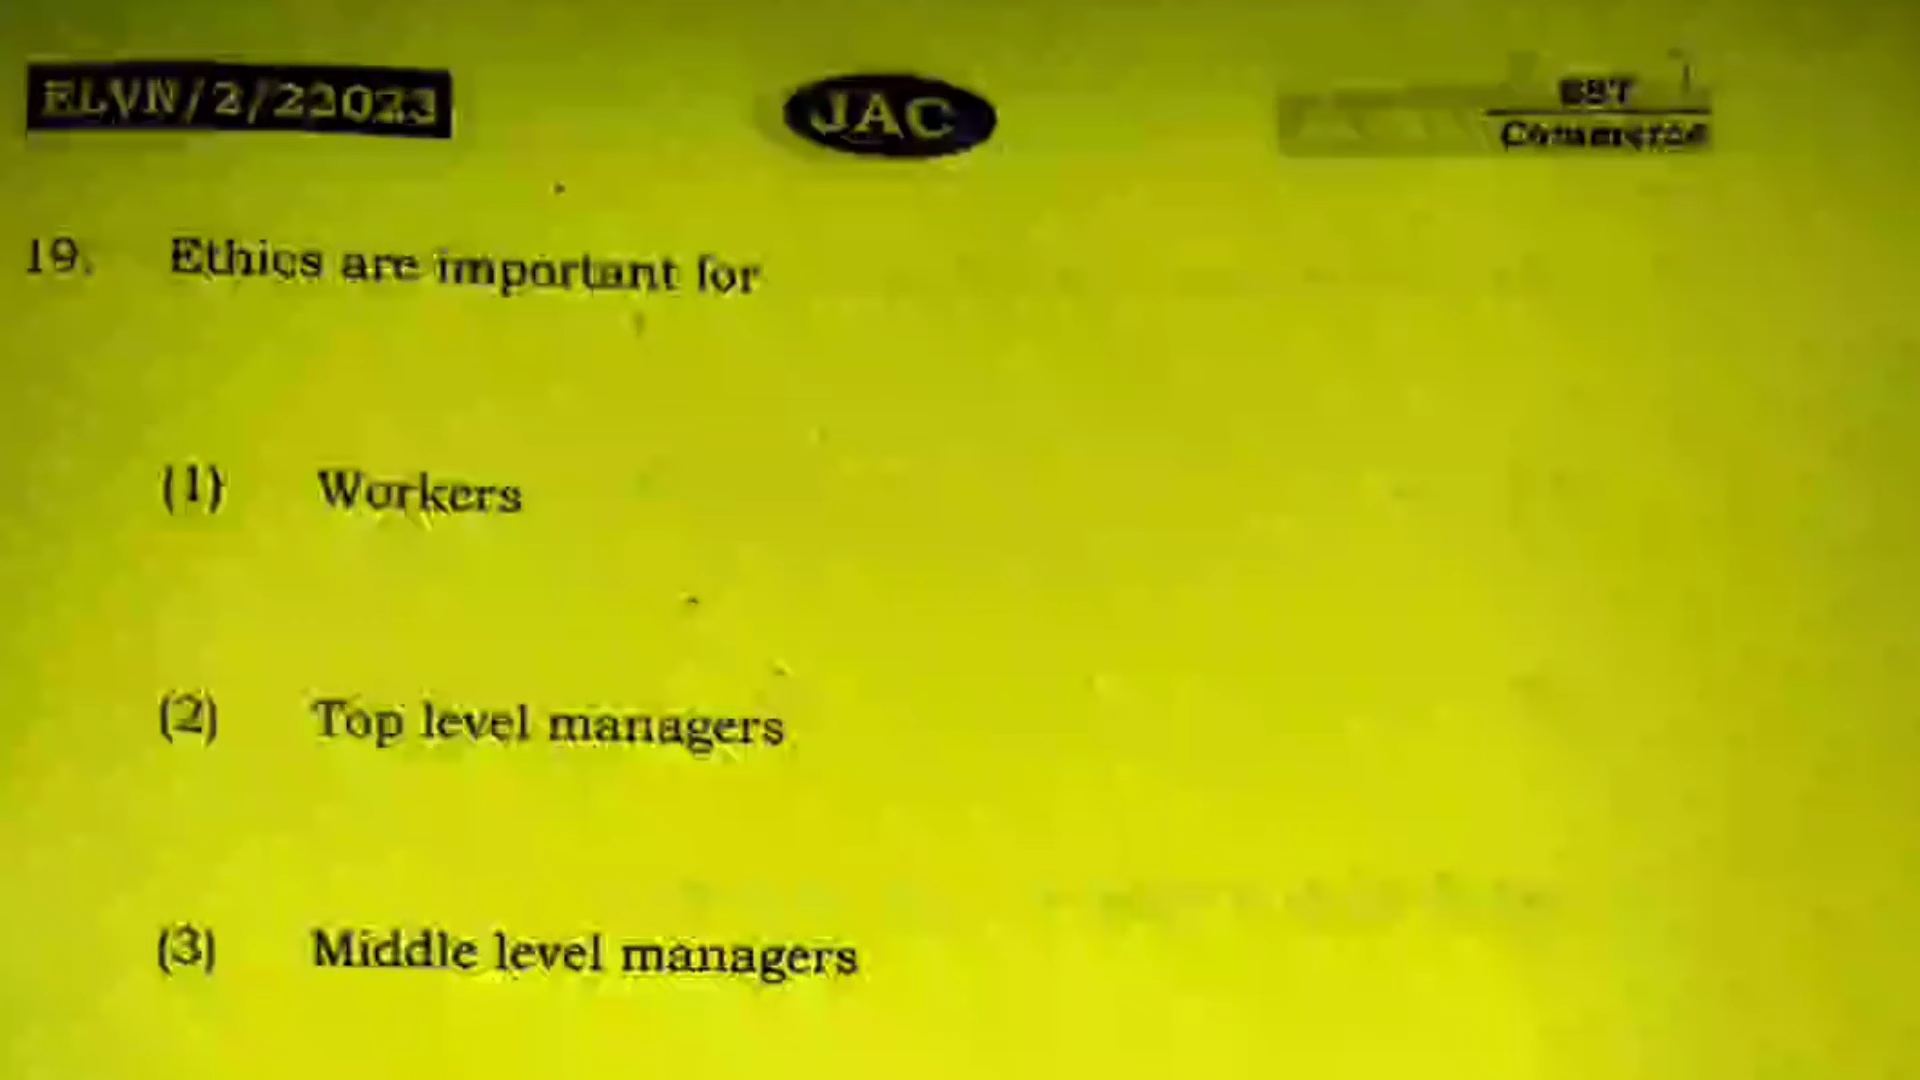 ELVN/2/22023
JAC
BST
Commerce
19. Ethics are important for
(1) Workers
(2) Top level managers
(3) Middle level managers